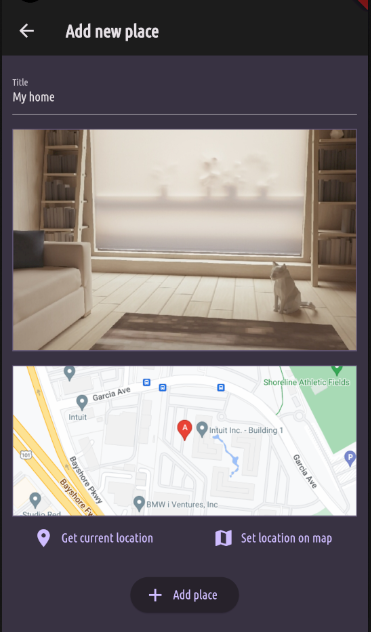 Add new place
Title
My home
Garcia Ave
Shoreline Athletic Fields
Intuit
A
Intuit Inc. - Building 1
101
Bayshore Pkwy
Bayshore Fw
Garcia Ave
P
BMW i Ventures, Inc
Studio Red
Get current location
Set location on map
+ Add place